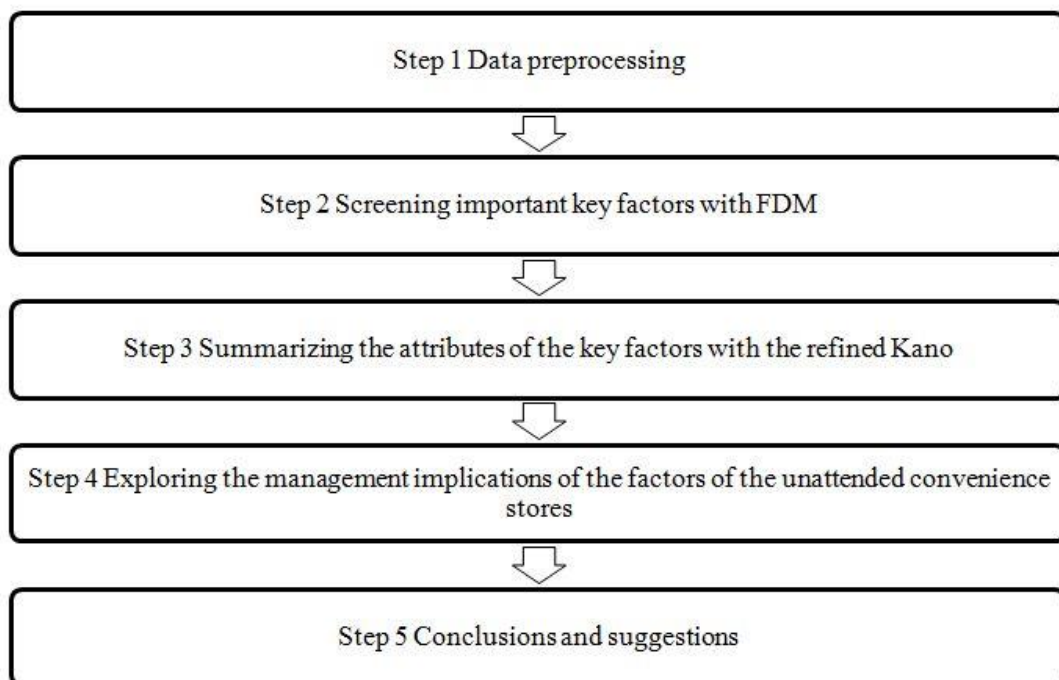 Step 1 Data preprocessing
Step 2 Screening important key factors with FDM
Step 3 Summarizing the attributes of the key factors with the refined Kano
Step 4 Exploring the management implications of the factors of the unattended convenience
stores
Step 5 Conclusions and suggestions